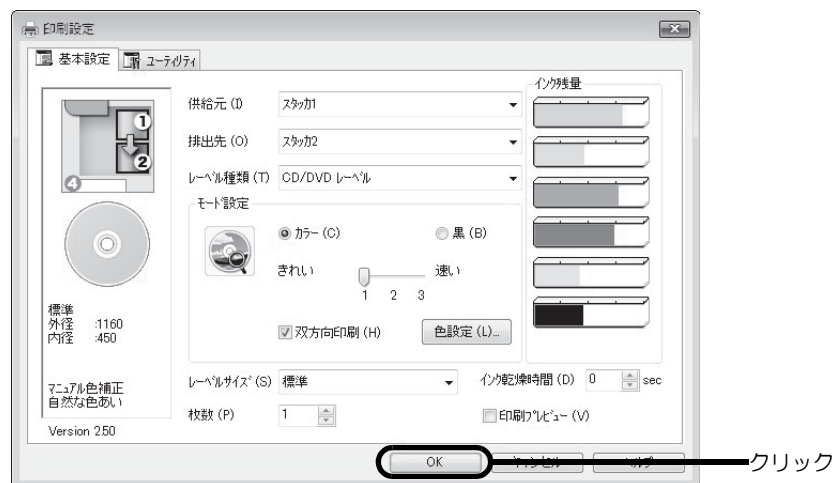 印刷設定
基本設定 ユーティリティ
供給元 (I) スタッカ1
排出先 (O) スタッカ2
レーベル種類 (T) CD/DVD レーベル
インク残量
1
2
4
モード設定
カラー (C) 黒 (B)
きれい 速い
1 2 3
双方向印刷 (H) 色設定 (L)...
標準
外径 :1160
内径 :450
マニュアル色補正
自然な色あい
Version 2.50
レーベルサイズ (S) 標準
インク乾燥時間 (D) 0 sec
枚数 (P) 1
印刷プレビュー (V)
OK
クリック